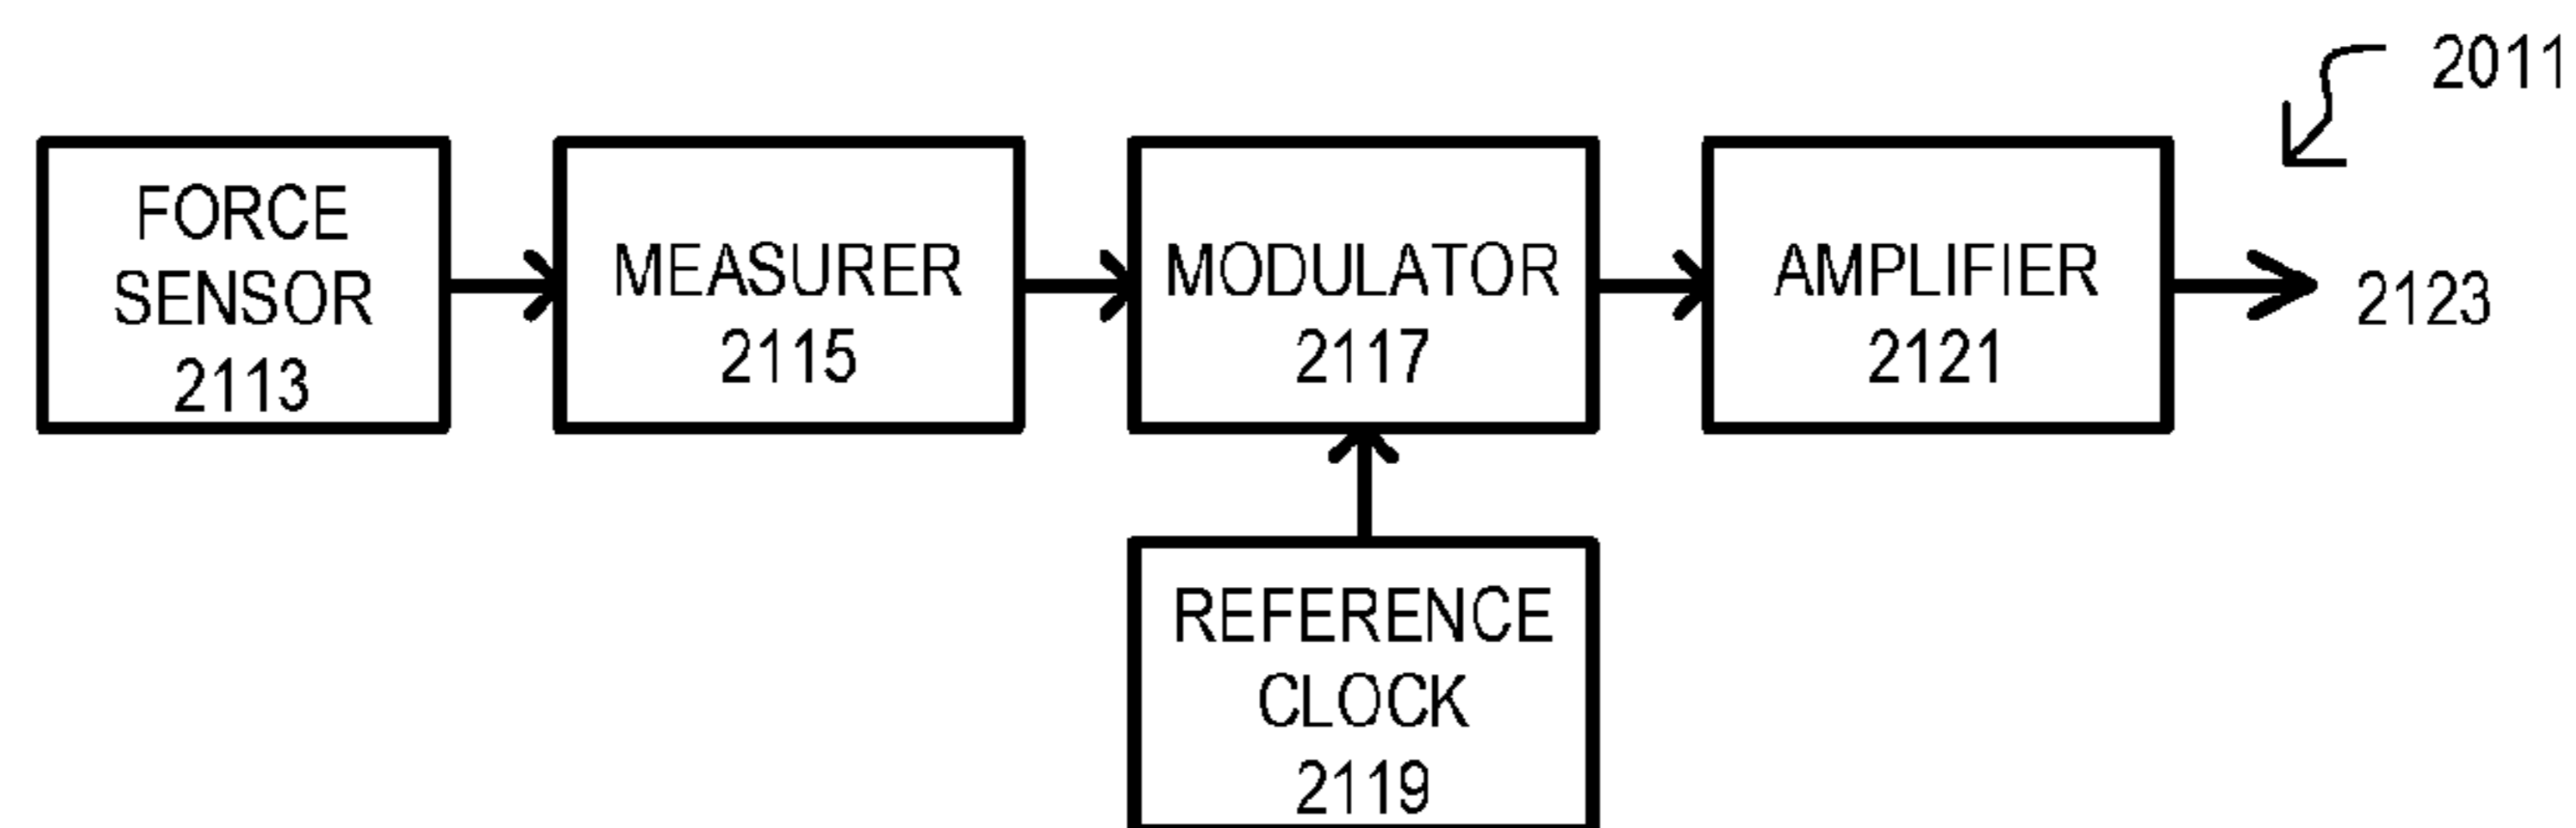 2011
FORCE
SENSOR
2113
MEASURER
2115
MODULATOR
2117
AMPLIFIER
2121
2123
REFERENCE
CLOCK
2119